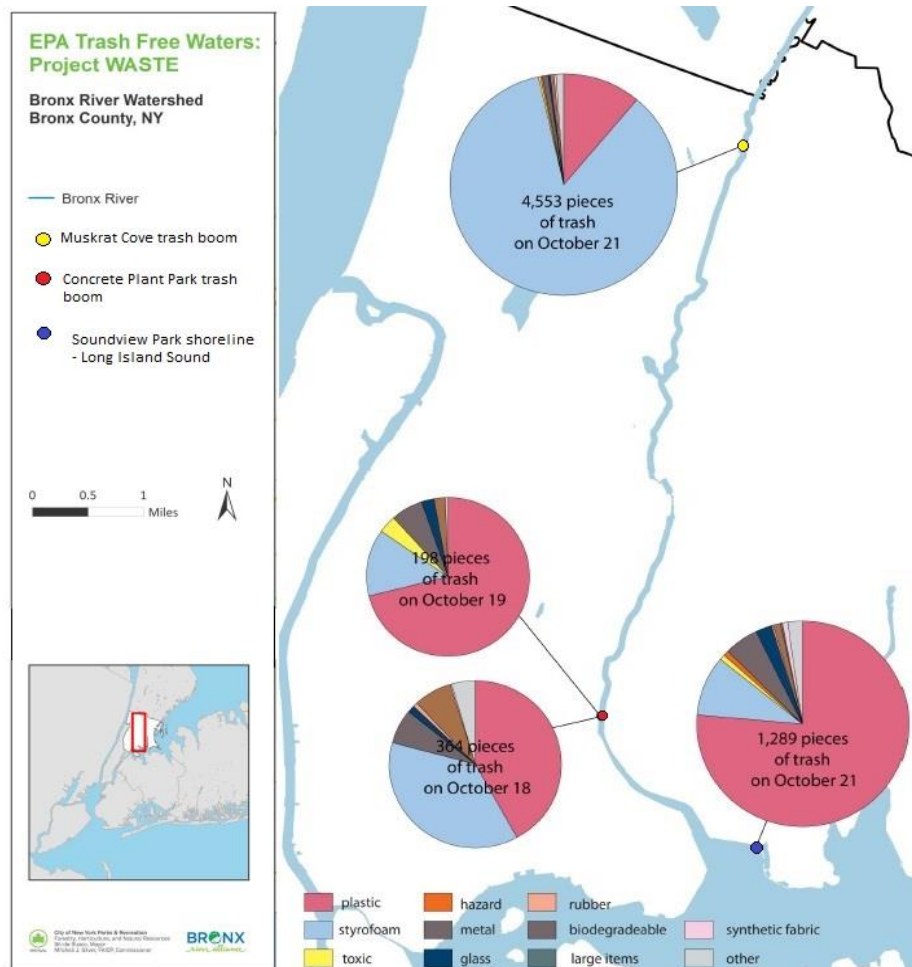 EPA Trash Free Waters:
Project WASTE
Bronx River Watershed
Bronx County, NY
Bronx River
Muskrat Cove trash boom
Concrete Plant Park trash
boom
Soundview Park shoreline
- Long Island Sound
0 0.5 1
Miles
N
City of New York Parks & Recreation
BRONX
river alliance
4,553 pieces
of trash
on October 21
198 pieces
of trash
on October 19
364 pieces
of trash
on October 18
1,289 pieces
of trash
on October 21
plastic hazard rubber
styrofoam metal biodegradeable synthetic fabric
toxic glass large items other